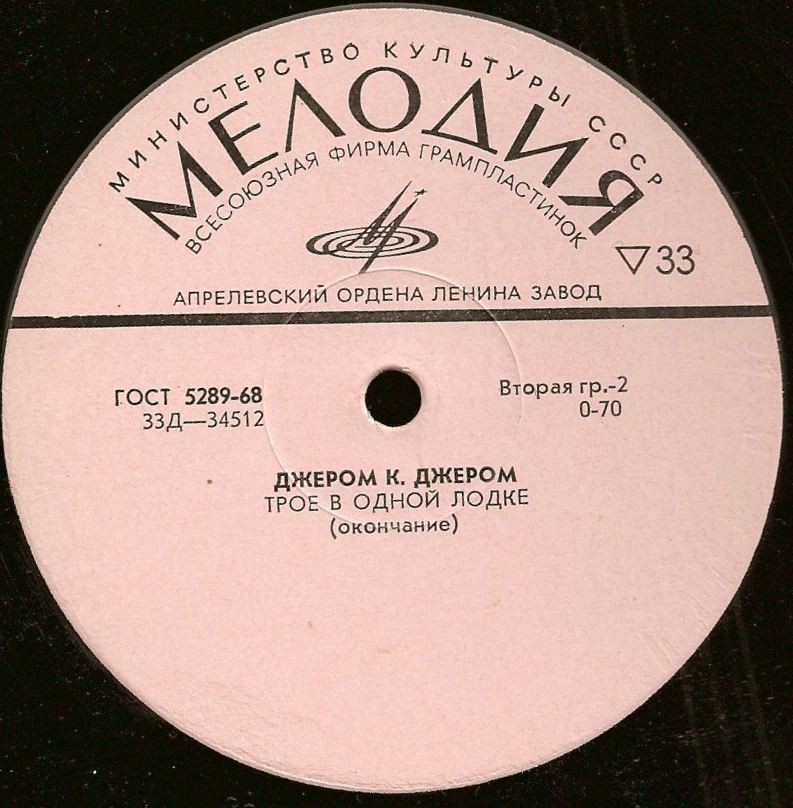 МИНИСТЕРСТВО КУЛЬТУРЫ СССР
МЕЛОДИЯ
ВСЕСОЮЗНАЯ ФИРМА ГРАМПЛАСТИНОК
33
АПРЕЛЕВСКИЙ ОРДЕНА ЛЕНИНА ЗАВОД
ГОСТ 5289-68
33Д—34512
Вторая гр.-2
0-70
ДЖЕРОМ К. ДЖЕРОМ
ТРОЕ В ОДНОЙ ЛОДКЕ
(окончание)